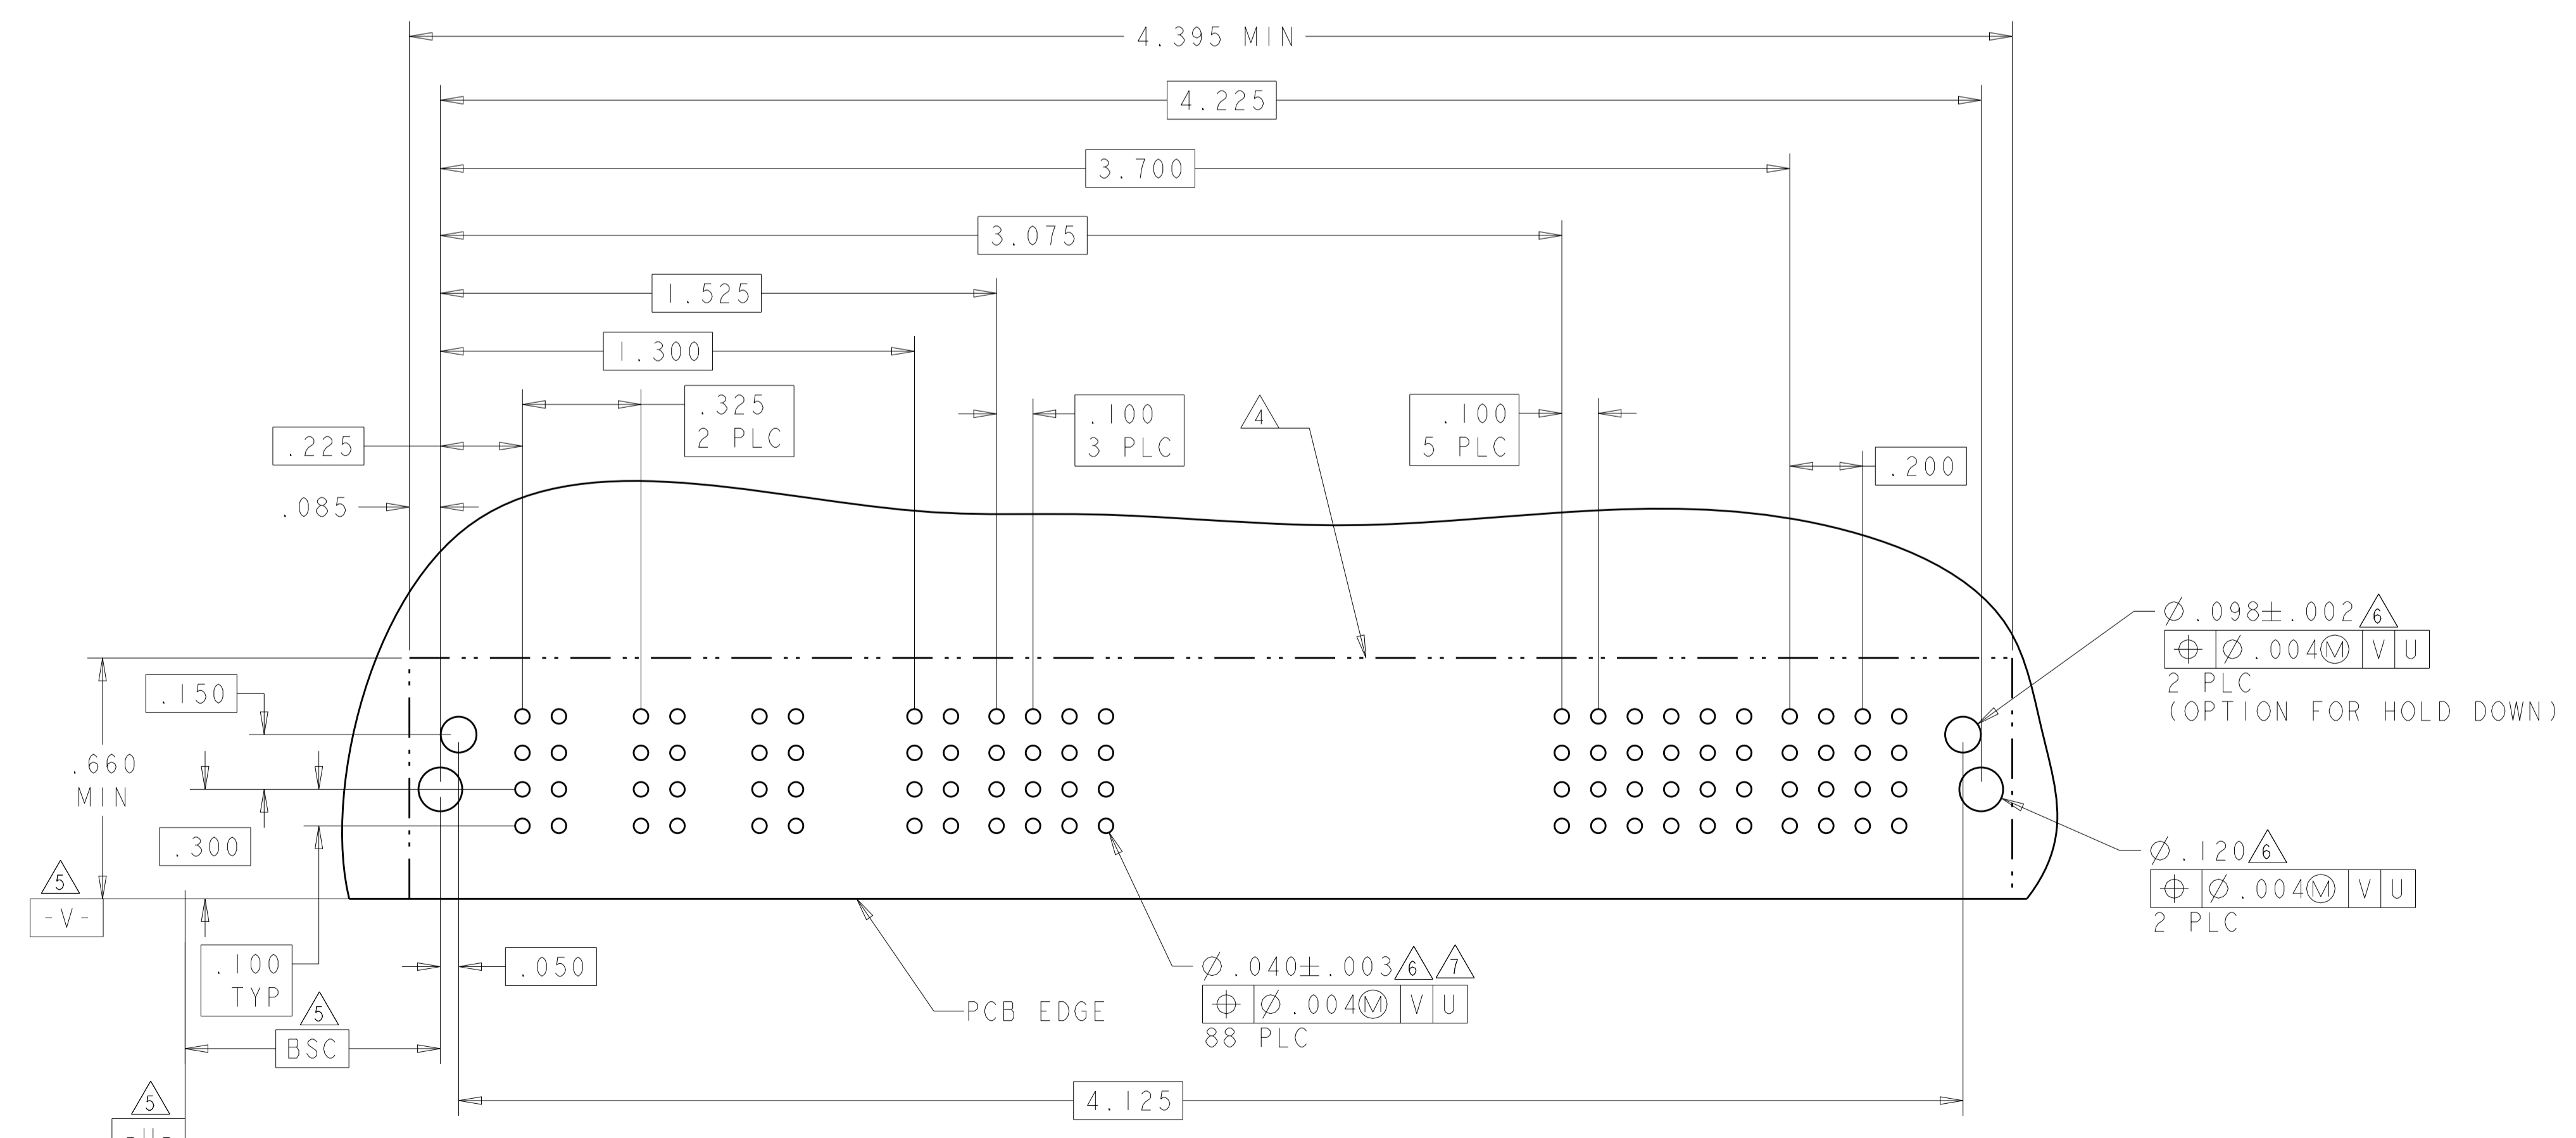 4.395 MIN
4.225
3.700
3.075
1.525
1.300
.325
2 PLC
.100
3 PLC
4
.100
5 PLC
.225
.200
.085
Ø.098±.002 6
⌖ Ø.004Ⓜ V U
2 PLC
(OPTION FOR HOLD DOWN)
.150
.660
MIN
.300
Ø.120 6
⌖ Ø.004Ⓜ V U
2 PLC
5
-V-
.100
TYP
.050
Ø.040±.003 6 7
⌖ Ø.004Ⓜ V U
88 PLC
PCB EDGE
5
BSC
4.125
5
-U-